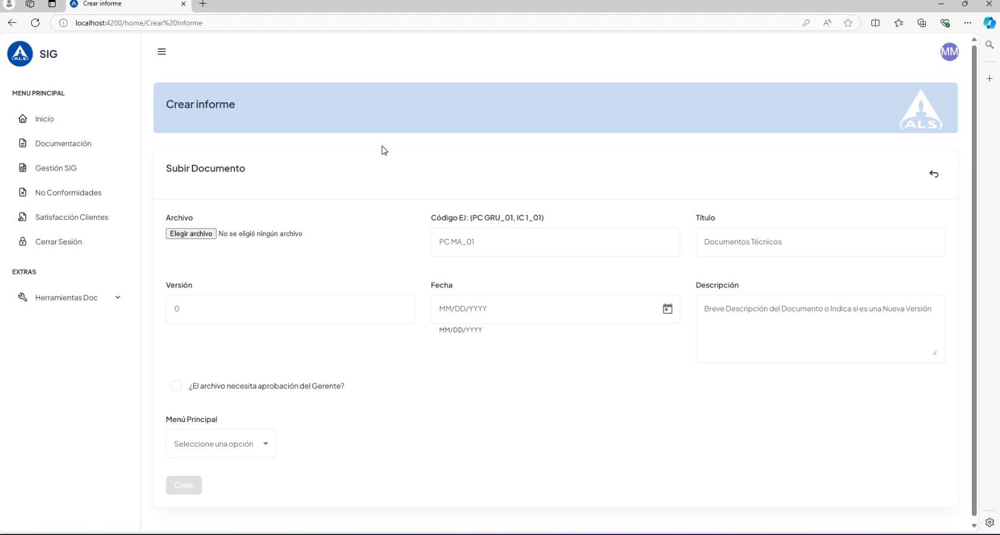 Crear informe
localhost:4200/home/Crear%20Informe
ALS
SIG
MM
MENU PRINCIPAL
Inicio
Documentación
Gestión SIG
No Conformidades
Satisfacción Clientes
Cerrar Sesión
EXTRAS
Herramientas Doc
Crear informe
ALS
Subir Documento
Archivo
Elegir archivo No se eligió ningún archivo
Código EJ: (PC GRU_01, IC 1_01)
PC MA_01
Título
Documentos Técnicos
Versión
0
Fecha
MM/DD/YYYY
MM/DD/YYYY
Descripción
Breve Descripción del Documento o Indica si es una Nueva Versión
¿El archivo necesita aprobación del Gerente?
Menú Principal
Seleccione una opción
Crear